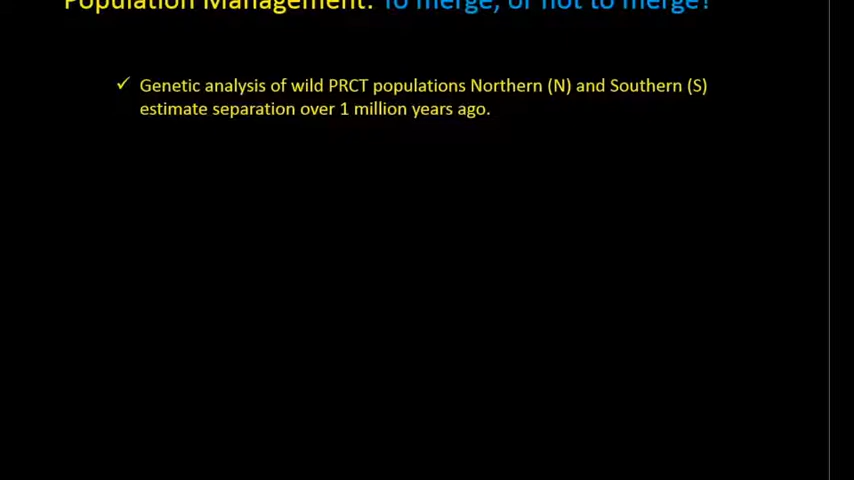 Population Management: To merge, or not to merge?
✓ Genetic analysis of wild PRCT populations Northern (N) and Southern (S)
estimate separation over 1 million years ago.